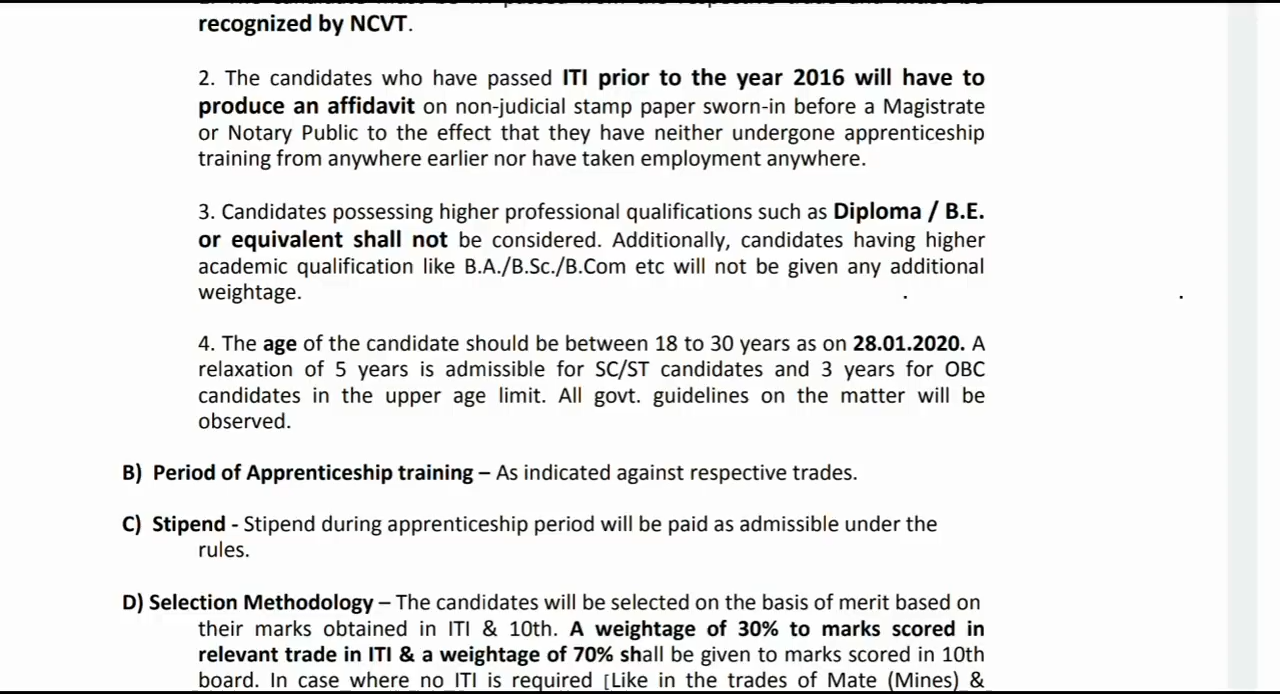 recognized by NCVT.
2. The candidates who have passed ITI prior to the year 2016 will have to
produce an affidavit on non-judicial stamp paper sworn-in before a Magistrate
or Notary Public to the effect that they have neither undergone apprenticeship
training from anywhere earlier nor have taken employment anywhere.
3. Candidates possessing higher professional qualifications such as Diploma / B.E.
or equivalent shall not be considered. Additionally, candidates having higher
academic qualification like B.A./B.Sc./B.Com etc will not be given any additional
weightage.
4. The age of the candidate should be between 18 to 30 years as on 28.01.2020. A
relaxation of 5 years is admissible for SC/ST candidates and 3 years for OBC
candidates in the upper age limit. All govt. guidelines on the matter will be
observed.
B) Period of Apprenticeship training – As indicated against respective trades.
C) Stipend - Stipend during apprenticeship period will be paid as admissible under the
rules.
D) Selection Methodology – The candidates will be selected on the basis of merit based on
their marks obtained in ITI & 10th. A weightage of 30% to marks scored in
relevant trade in ITI & a weightage of 70% shall be given to marks scored in 10th
board. In case where no ITI is required [Like in the trades of Mate (Mines) &